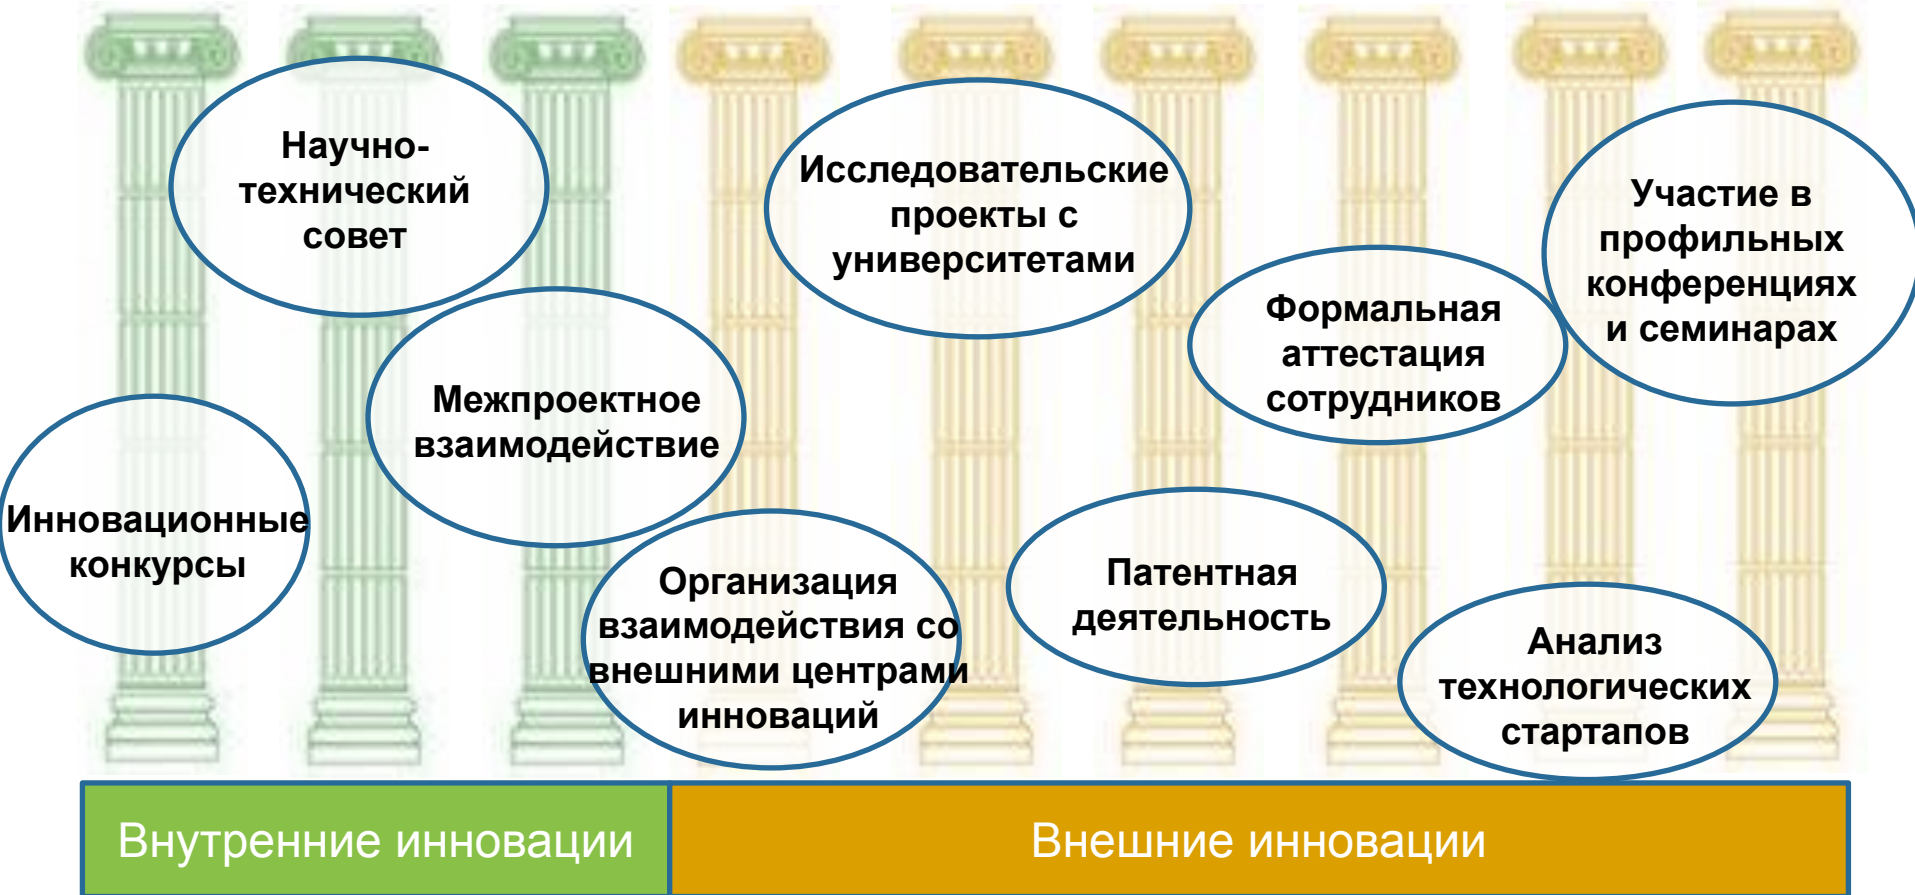 Научно-
технический
совет
Исследовательские
проекты с
университетами
Участие в
профильных
конференциях
и семинарах
Формальная
аттестация
сотрудников
Межпроектное
взаимодействие
Инновационные
конкурсы
Организация
взаимодействия со
внешними центрами
инноваций
Патентная
деятельность
Анализ
технологических
стартапов
Внутренние инновации
Внешние инновации